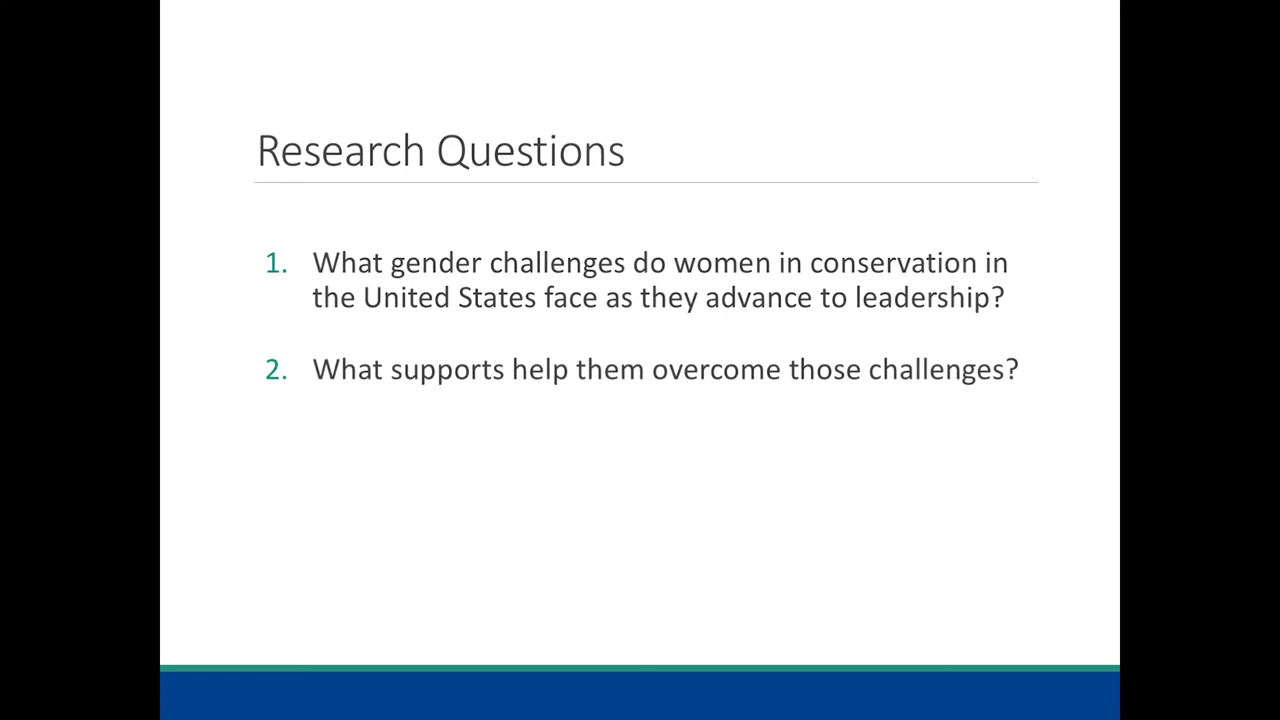 Research Questions
1. What gender challenges do women in conservation in
the United States face as they advance to leadership?
2. What supports help them overcome those challenges?